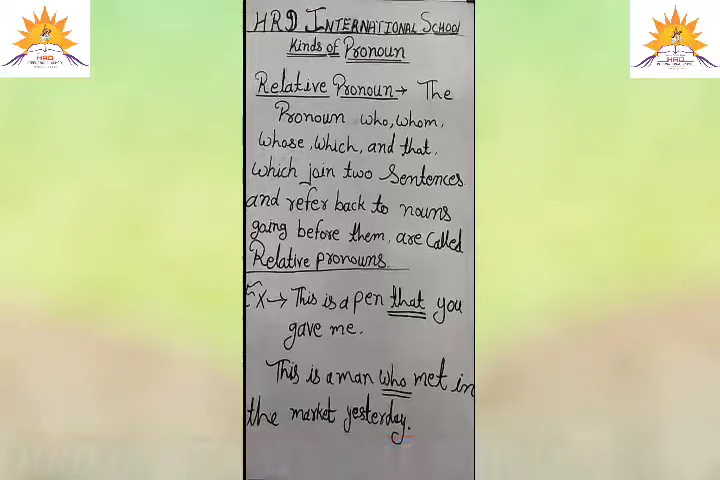 HRD INTERNATIONAL SCHOOL
Kinds of Pronoun
Relative Pronoun → The
Pronoun who, whom,
whose, which, and that,
which join two sentences
and refer back to nouns
going before them, are called
Relative pronouns.
EX → This is a pen that you
gave me.
This is a man who met in
the market yesterday.
HRD
HRD